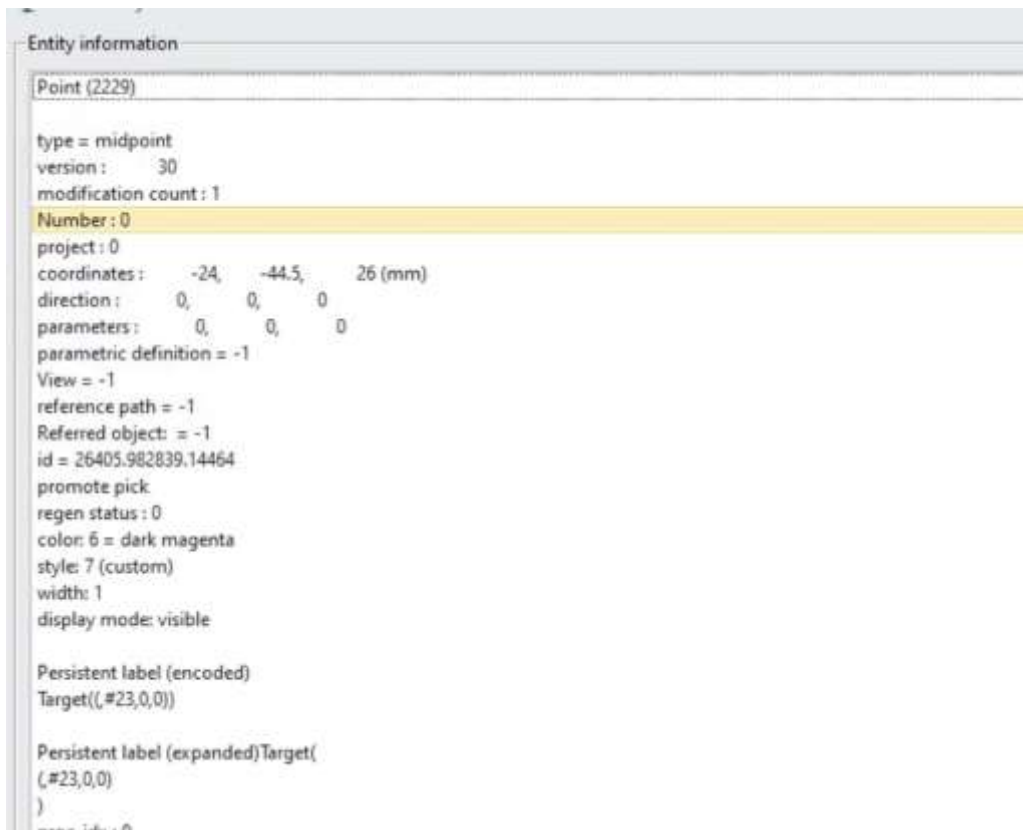 Entity information
Point (2229)
type = midpoint
version : 30
modification count : 1
Number : 0
project : 0
coordinates : -24, -44.5, 26 (mm)
direction : 0, 0, 0
parameters : 0, 0, 0
parametric definition = -1
View = -1
reference path = -1
Referred object: = -1
id = 26405.982839.14464
promote pick
regen status : 0
color: 6 = dark magenta
style: 7 (custom)
width: 1
display mode: visible
Persistent label (encoded)
Target((,#23,0,0))
Persistent label (expanded)Target(
(,#23,0,0)
)